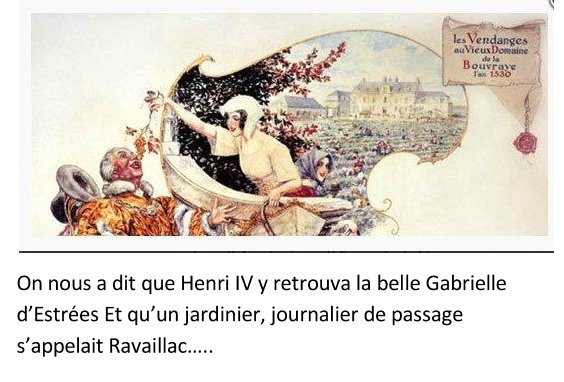 les Vendanges
au Vieux Domaine
de la
Bouvraye
l'an 1530
On nous a dit que Henri IV y retrouva la belle Gabrielle
d’Estrées Et qu’un jardinier, journalier de passage
s’appelait Ravaillac…..